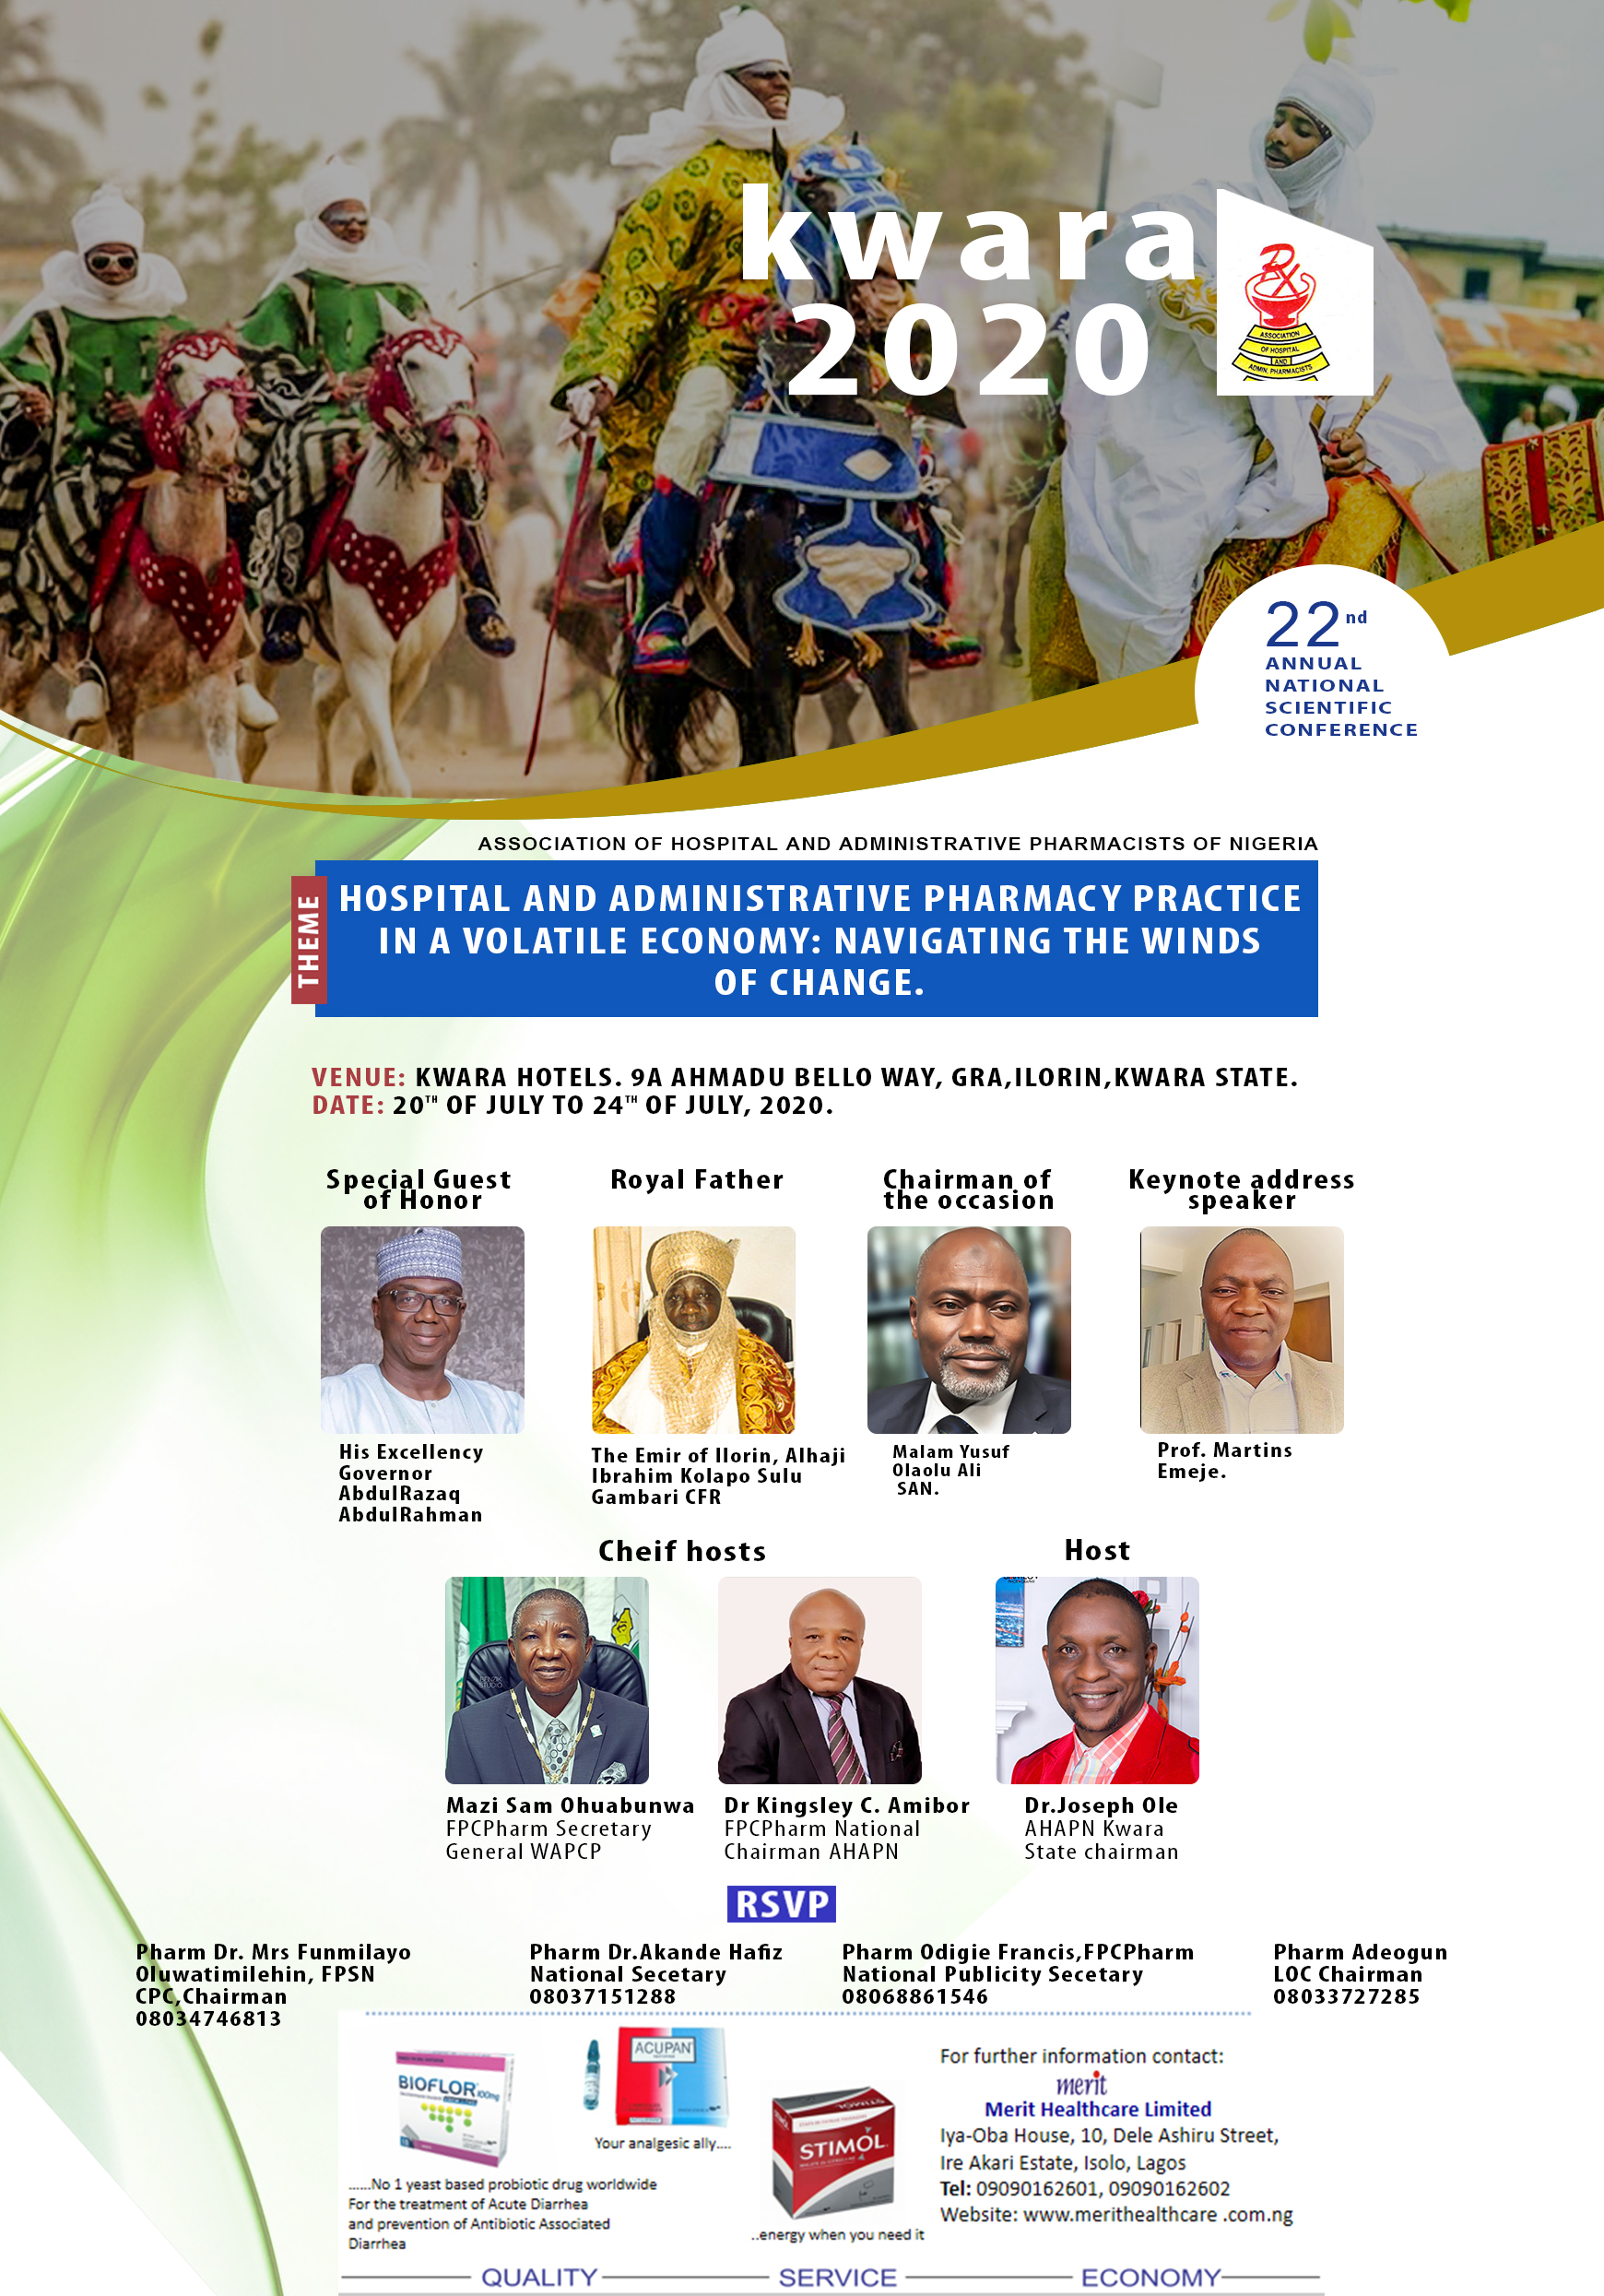 kwara
2020
Rx
ASSOCIATION
OF HOSPITAL
AND
ADMIN. PHARMACISTS
22nd
ANNUAL
NATIONAL
SCIENTIFIC
CONFERENCE
ASSOCIATION OF HOSPITAL AND ADMINISTRATIVE PHARMACISTS OF NIGERIA
THEME
HOSPITAL AND ADMINISTRATIVE PHARMACY PRACTICE
IN A VOLATILE ECONOMY: NAVIGATING THE WINDS
OF CHANGE.
VENUE: KWARA HOTELS. 9A AHMADU BELLO WAY, GRA,ILORIN,KWARA STATE.
DATE: 20TH OF JULY TO 24TH OF JULY, 2020.
Special Guest
of Honor
Royal Father
Chairman of
the occasion
Keynote address
speaker
His Excellency
Governor
AbdulRazaq
AbdulRahman
The Emir of Ilorin, Alhaji
Ibrahim Kolapo Sulu
Gambari CFR
Malam Yusuf
Olaolu Ali
SAN.
Prof. Martins
Emeje.
Cheif hosts
Host
Mazi Sam Ohuabunwa
FPCPharm Secretary
General WAPCP
Dr Kingsley C. Amibor
FPCPharm National
Chairman AHAPN
Dr.Joseph Ole
AHAPN Kwara
State chairman
RSVP
Pharm Dr. Mrs Funmilayo
Oluwatimilehin, FPSN
CPC,Chairman
08034746813
Pharm Dr.Akande Hafiz
National Secetary
08037151288
Pharm Odigie Francis,FPCPharm
National Publicity Secetary
08068861546
Pharm Adeogun
LOC Chairman
08033727285
BIOFLOR 100mg
......No 1 yeast based probiotic drug worldwide
For the treatment of Acute Diarrhea
and prevention of Antibiotic Associated
Diarrhea
ACUPAN
Your analgesic ally....
STIMOL
STIMOL
..energy when you need it
For further information contact:
merit
Merit Healthcare Limited
Iya-Oba House, 10, Dele Ashiru Street,
Ire Akari Estate, Isolo, Lagos
Tel: 09090162601, 09090162602
Website: www.merithealthcare .com.ng
QUALITY
SERVICE
ECONOMY